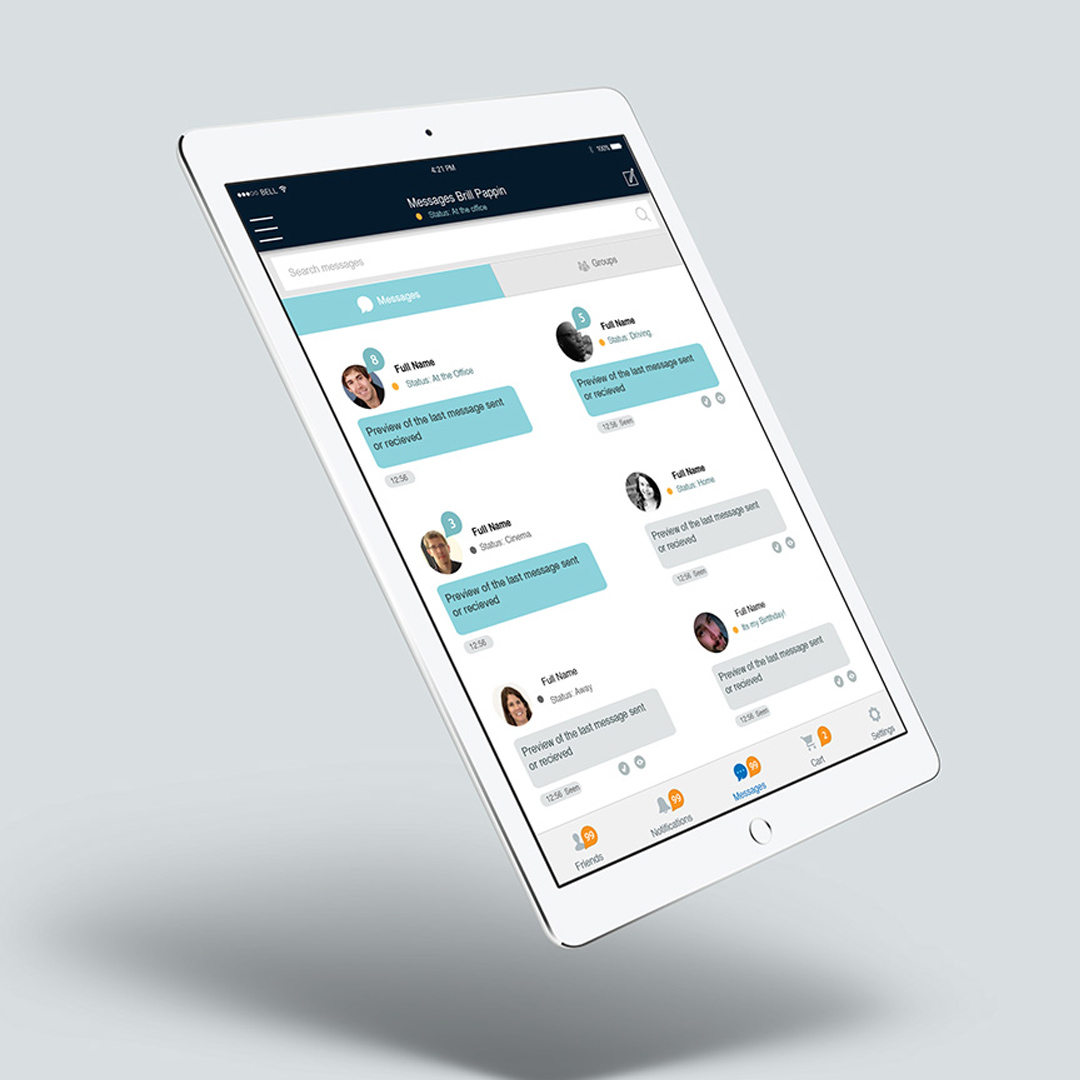 BELL
4:21 PM
100%
Messages Brill Pappin
Status: At the office
Search messages
Messages
Groups
8
Full Name
Status: At the Office
Preview of the last message sent
or recieved
12:56
5
Full Name
Status: Driving
Preview of the last message sent
or recieved
12:56 Seen
3
Full Name
Status: Cinema
Preview of the last message sent
or recieved
12:56
Full Name
Status: Home
Preview of the last message sent
or recieved
12:56 Seen
Full Name
Status: Away
Preview of the last message sent
or recieved
12:56 Seen
Full Name
Its my Birthday!
Preview of the last message sent
or recieved
12:56 Seen
99
Friends
99
Notifications
99
Messages
2
Cart
Settings